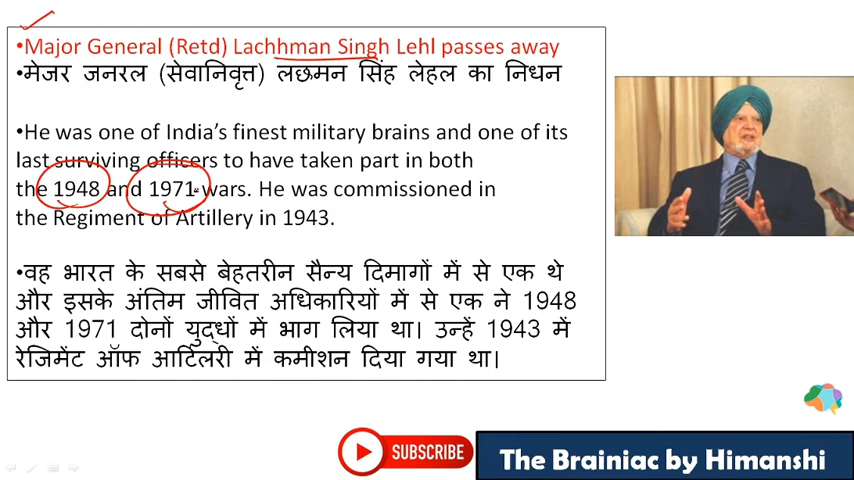 •Major General (Retd) Lachhman Singh Lehl passes away
•मेजर जनरल (सेवानिवृत्त) लछमन सिंह लेहल का निधन
•He was one of India's finest military brains and one of its
last surviving officers to have taken part in both
the 1948 and 1971 wars. He was commissioned in
the Regiment of Artillery in 1943.
•वह भारत के सबसे बेहतरीन सैन्य दिमागों में से एक थे
और इसके अंतिम जीवित अधिकारियों में से एक ने 1948
और 1971 दोनों युद्धों में भाग लिया था। उन्हें 1943 में
रेजिमेंट ऑफ आर्टिलरी में कमीशन दिया गया था।
SUBSCRIBE
The Brainiac by Himanshi